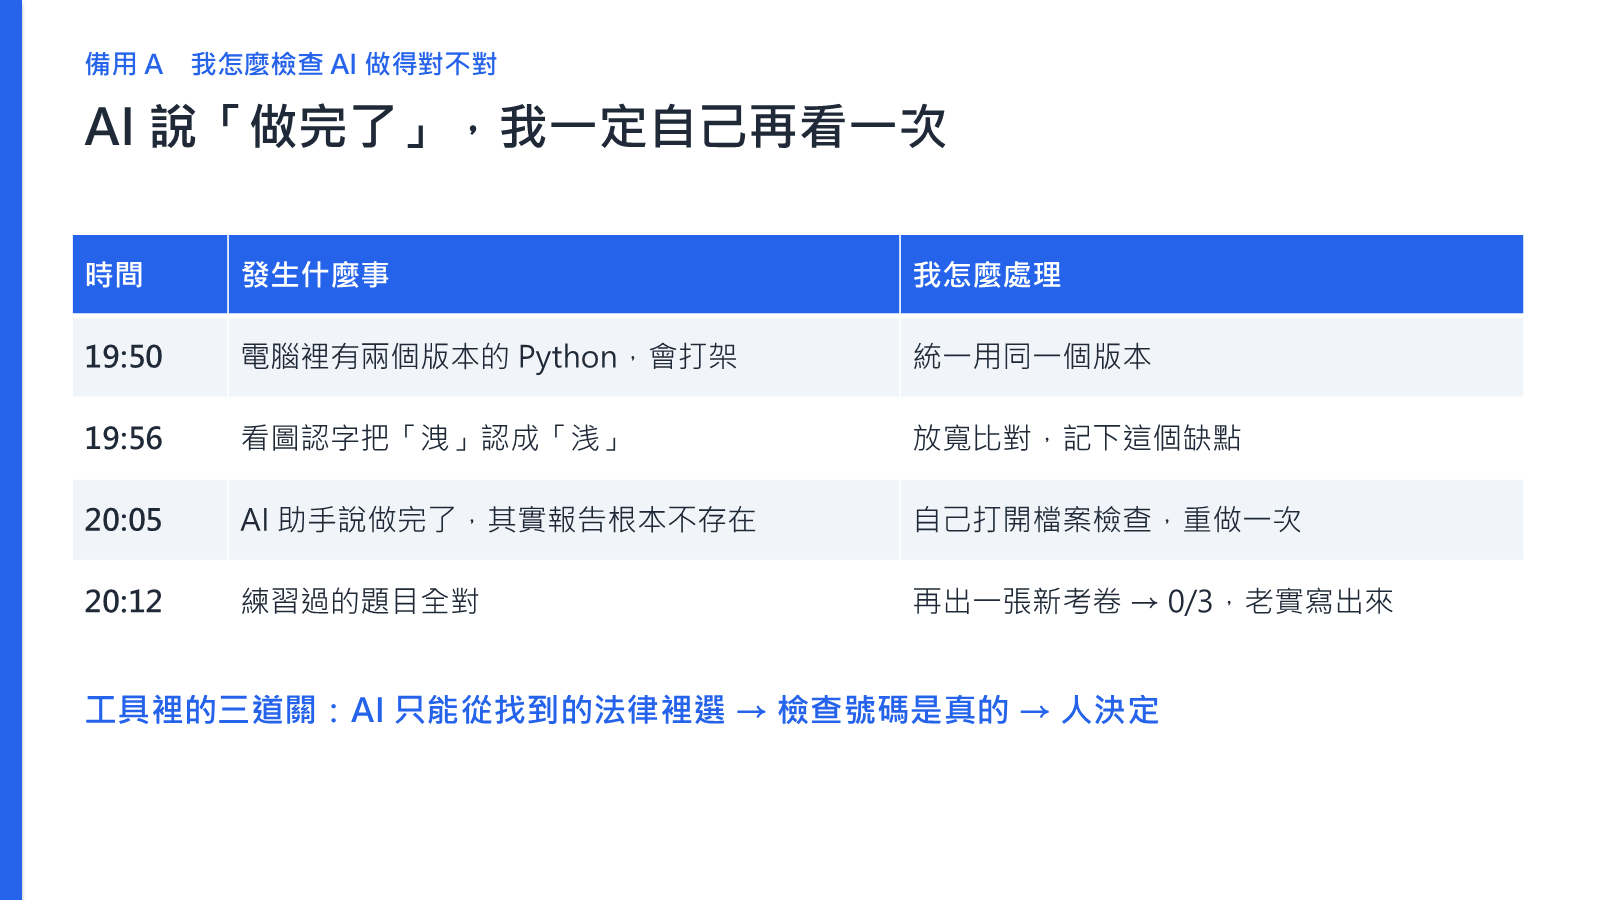 備用 A　我怎麼檢查 AI 做得對不對
AI 說「做完了」，我一定自己再看一次
時間　發生什麼事　我怎麼處理
19:50　電腦裡有兩個版本的 Python，會打架　統一用同一個版本
19:56　看圖認字把「洩」認成「浅」　放寬比對，記下這個缺點
20:05　AI 助手說做完了，其實報告根本不存在　自己打開檔案檢查，重做一次
20:12　練習過的題目全對　再出一張新考卷 → 0/3，老實寫出來
工具裡的三道關：AI 只能從找到的法律裡選 → 檢查號碼是真的 → 人決定